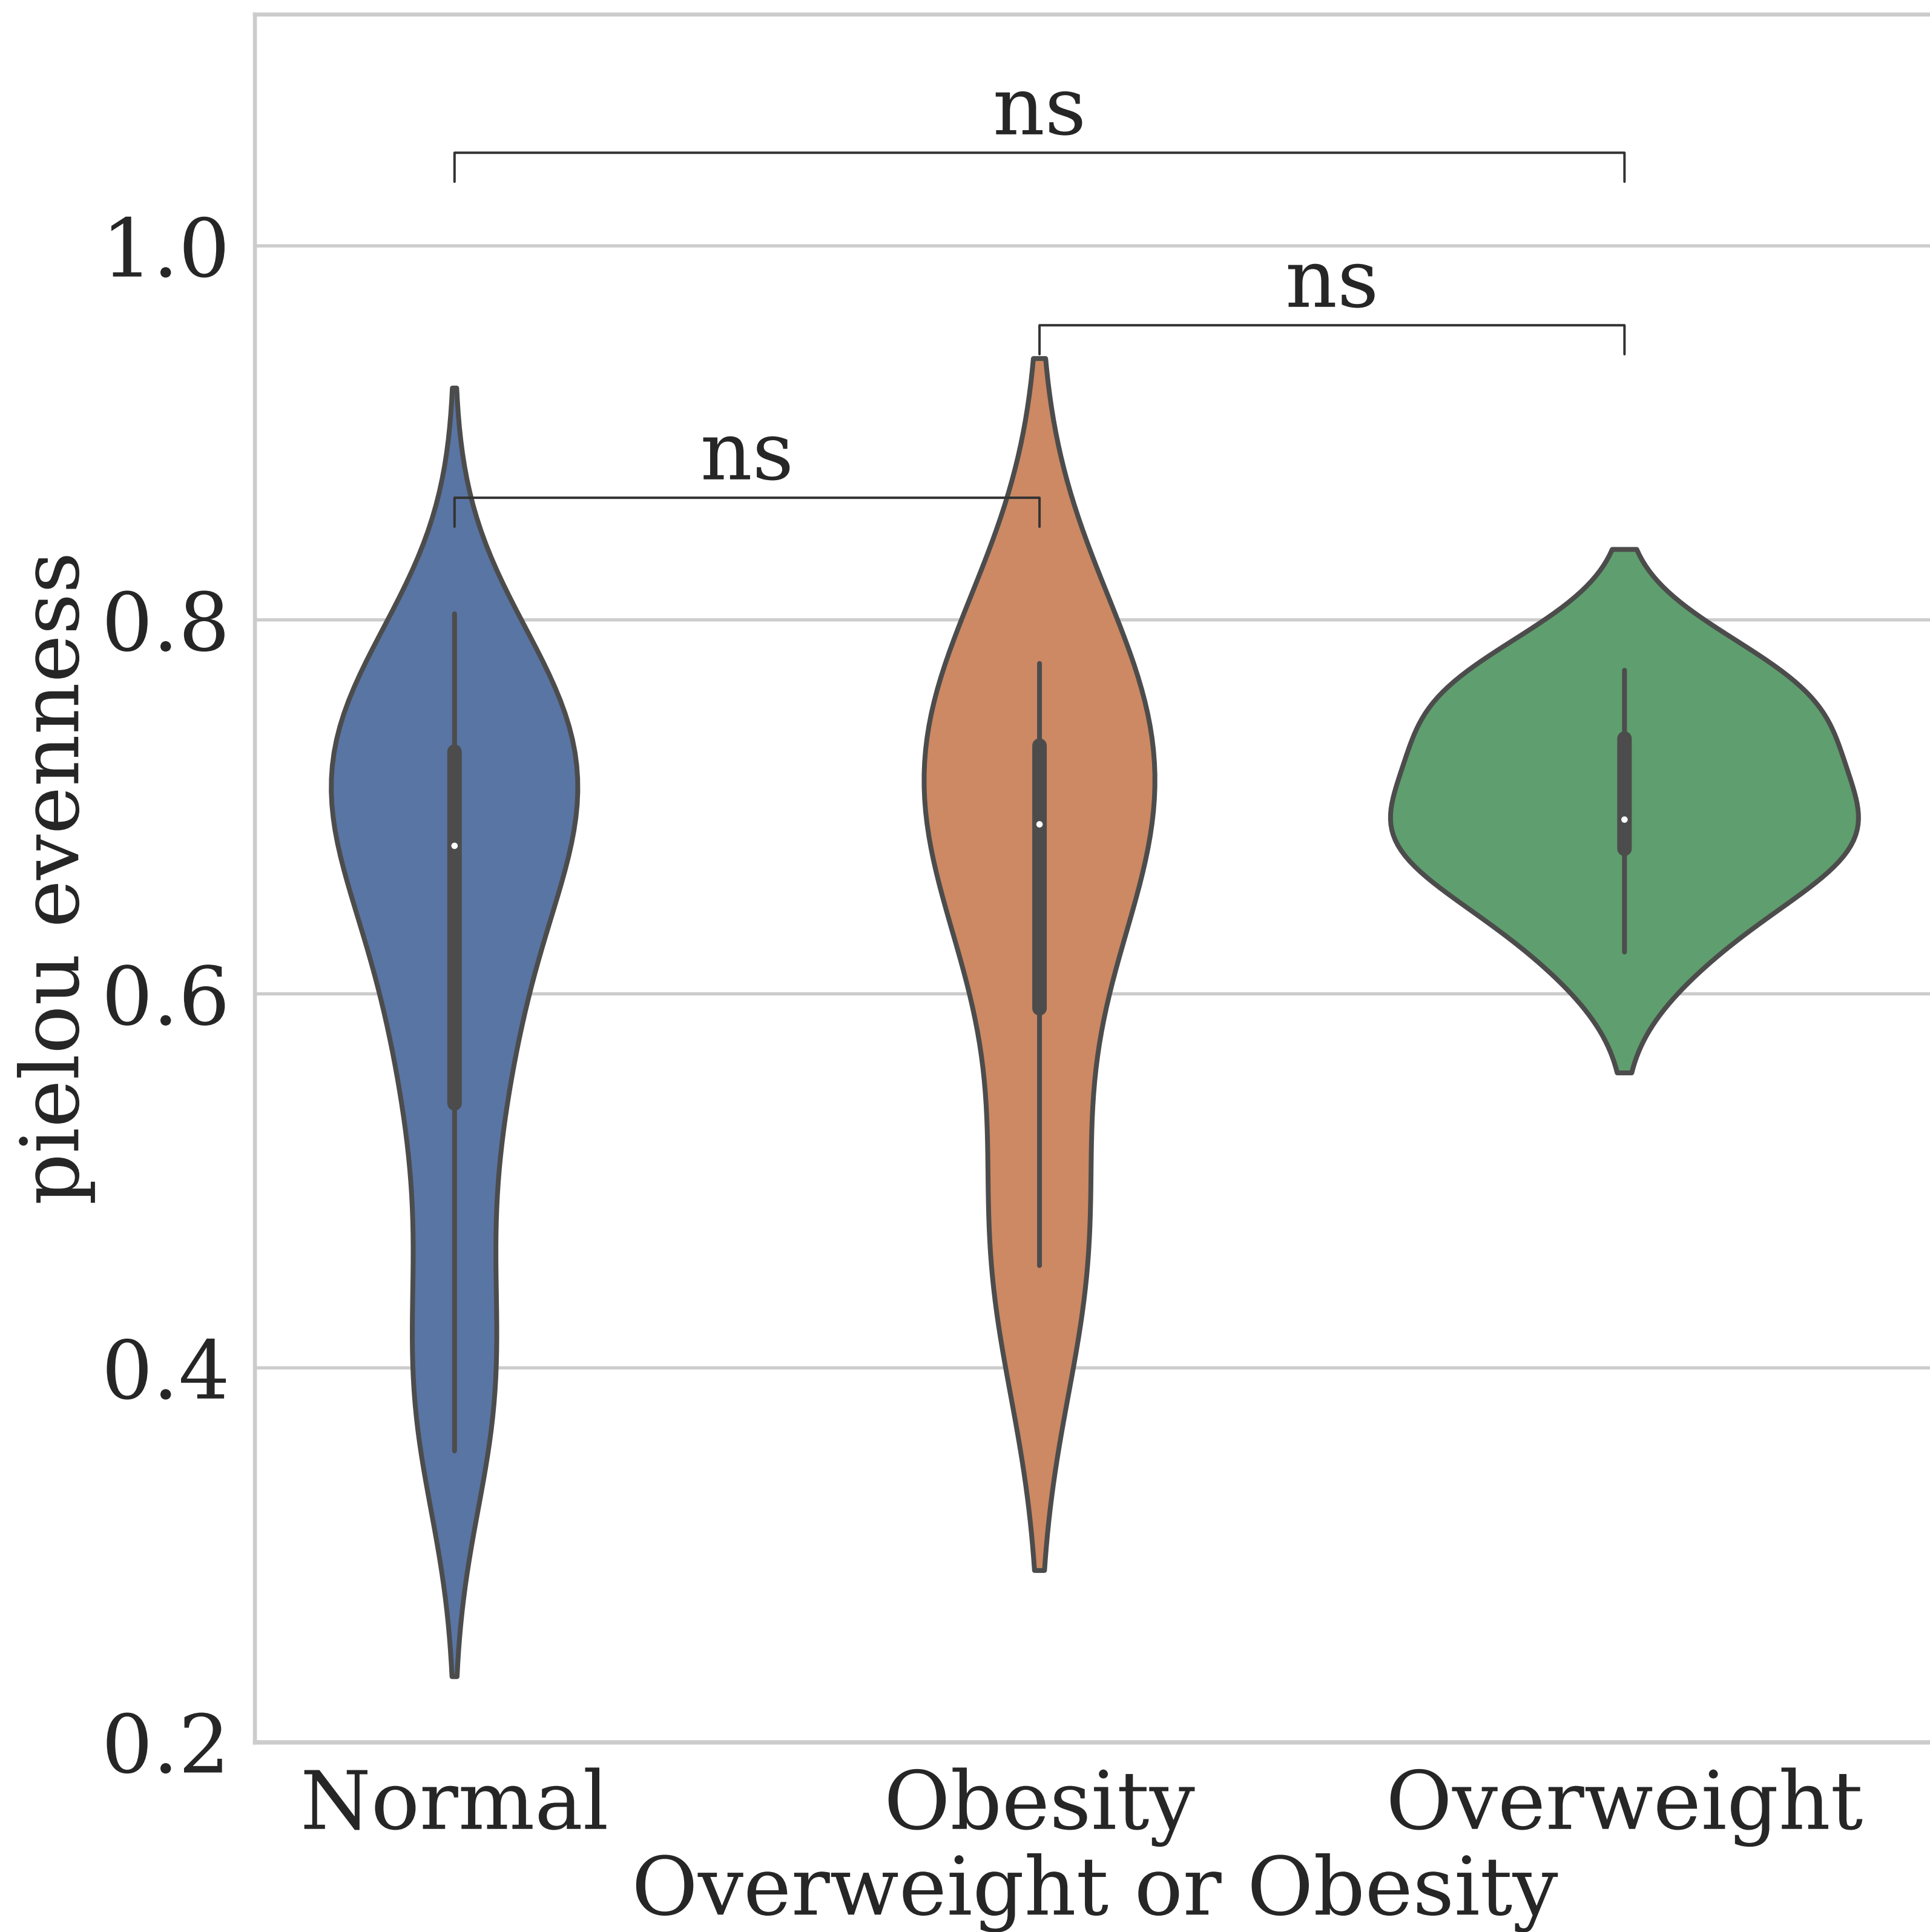 ns
1.0
ns
ns
0.8
pielou evenness
0.6
0.4
0.2
Normal Obesity Overweight
Overweight or Obesity